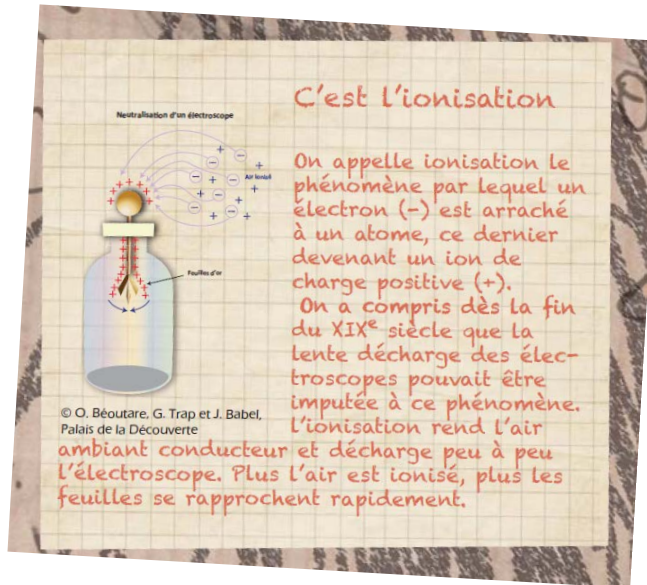 C'est l'ionisation
Neutralisation d'un électroscope
Air ionisé
Feuilles d'or
On appelle ionisation le
phénomène par lequel un
électron (–) est arraché
à un atome, ce dernier
devenant un ion de
charge positive (+).
On a compris dès la fin
du XIXe siècle que la
lente décharge des élec-
troscopes pouvait être
imputée à ce phénomène.
L'ionisation rend l'air
ambiant conducteur et décharge peu à peu
l'électroscope. Plus l'air est ionisé, plus les
feuilles se rapprochent rapidement.
© O. Béoutare, G. Trap et J. Babel,
Palais de la Découverte